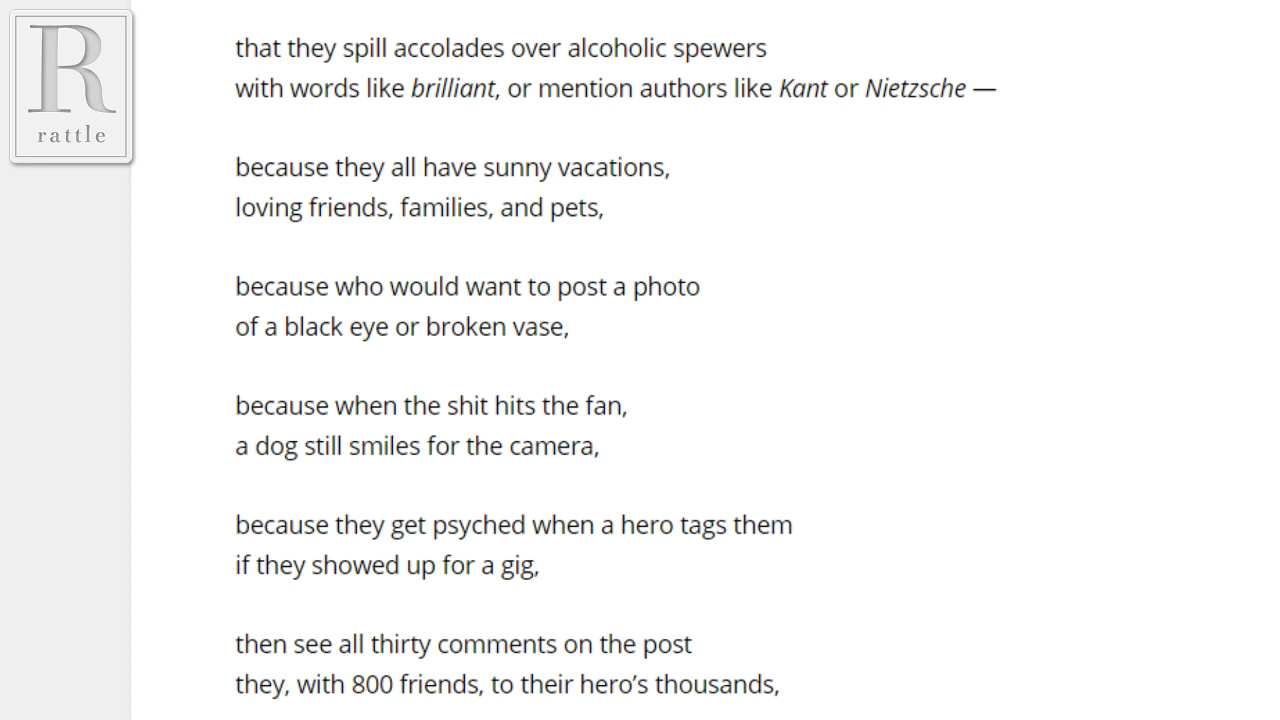 R
rattle
that they spill accolades over alcoholic spewers
with words like brilliant, or mention authors like Kant or Nietzsche —
because they all have sunny vacations,
loving friends, families, and pets,
because who would want to post a photo
of a black eye or broken vase,
because when the shit hits the fan,
a dog still smiles for the camera,
because they get psyched when a hero tags them
if they showed up for a gig,
then see all thirty comments on the post
they, with 800 friends, to their hero’s thousands,